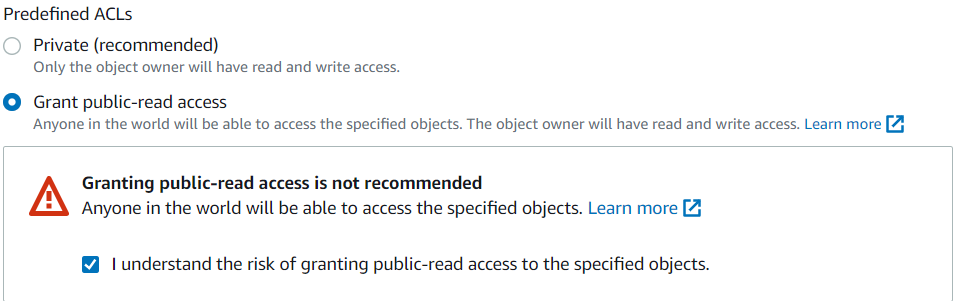 Predefined ACLs
Private (recommended)
Only the object owner will have read and write access.
Grant public-read access
Anyone in the world will be able to access the specified objects. The object owner will have read and write access. Learn more
Granting public-read access is not recommended
Anyone in the world will be able to access the specified objects. Learn more
I understand the risk of granting public-read access to the specified objects.